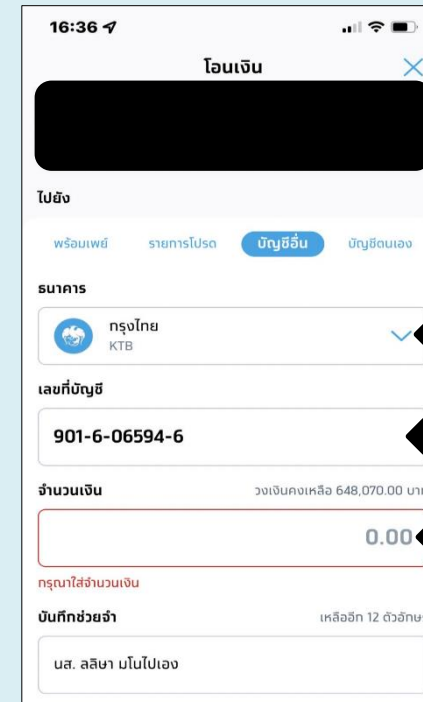 16:36
โอนเงิน
ไปยัง
พร้อมเพย์ รายการโปรด บัญชีอื่น บัญชีตนเอง
ธนาคาร
กรุงไทย
KTB
เลขที่บัญชี
901-6-06594-6
จำนวนเงิน วงเงินคงเหลือ 648,070.00 บาท
0.00
กรุณาใส่จำนวนเงิน
บันทึกช่วยจำ เหลืออีก 12 ตัวอักษร
นส. ลลิษา มโนไปเอง